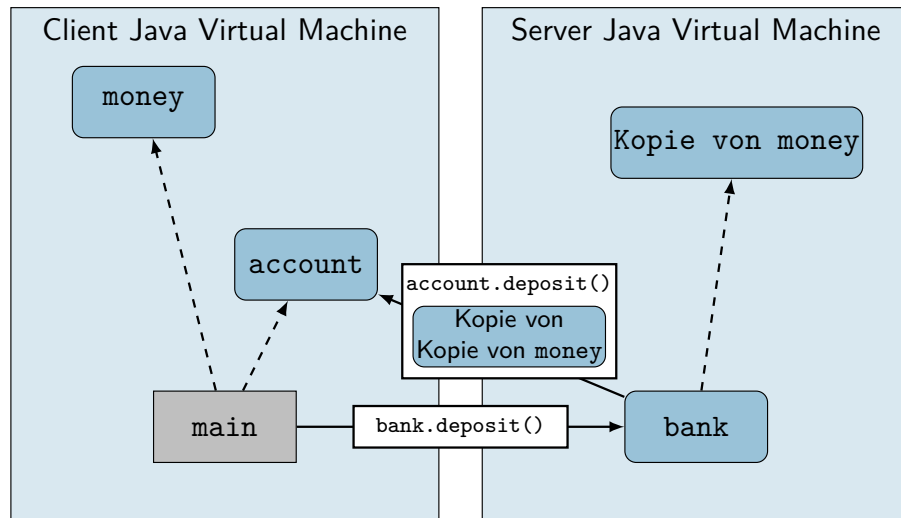 Client Java Virtual Machine
Server Java Virtual Machine
money
Kopie von money
account
account.deposit()
Kopie von
Kopie von money
main
bank.deposit()
bank